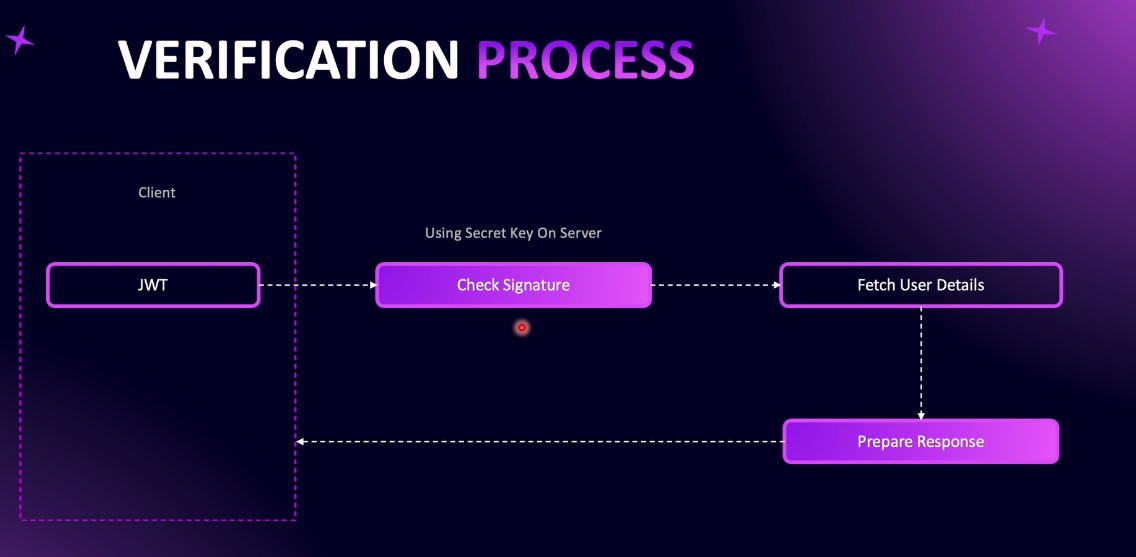 VERIFICATION PROCESS
Client
Using Secret Key On Server
JWT
Check Signature
Fetch User Details
Prepare Response